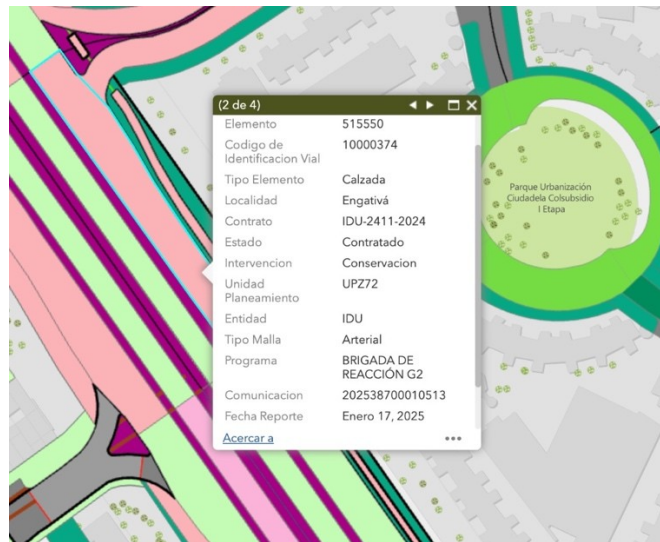 (2 de 4)
Elemento 515550
Codigo de Identificacion Vial 10000374
Tipo Elemento Calzada
Localidad Engativá
Contrato IDU-2411-2024
Estado Contratado
Intervencion Conservacion
Unidad Planeamiento UPZ72
Entidad IDU
Tipo Malla Arterial
Programa BRIGADA DE REACCIÓN G2
Comunicacion 202538700010513
Fecha Reporte Enero 17, 2025
Acercar a
Parque Urbanización
Ciudadela Colsubsidio
I Etapa